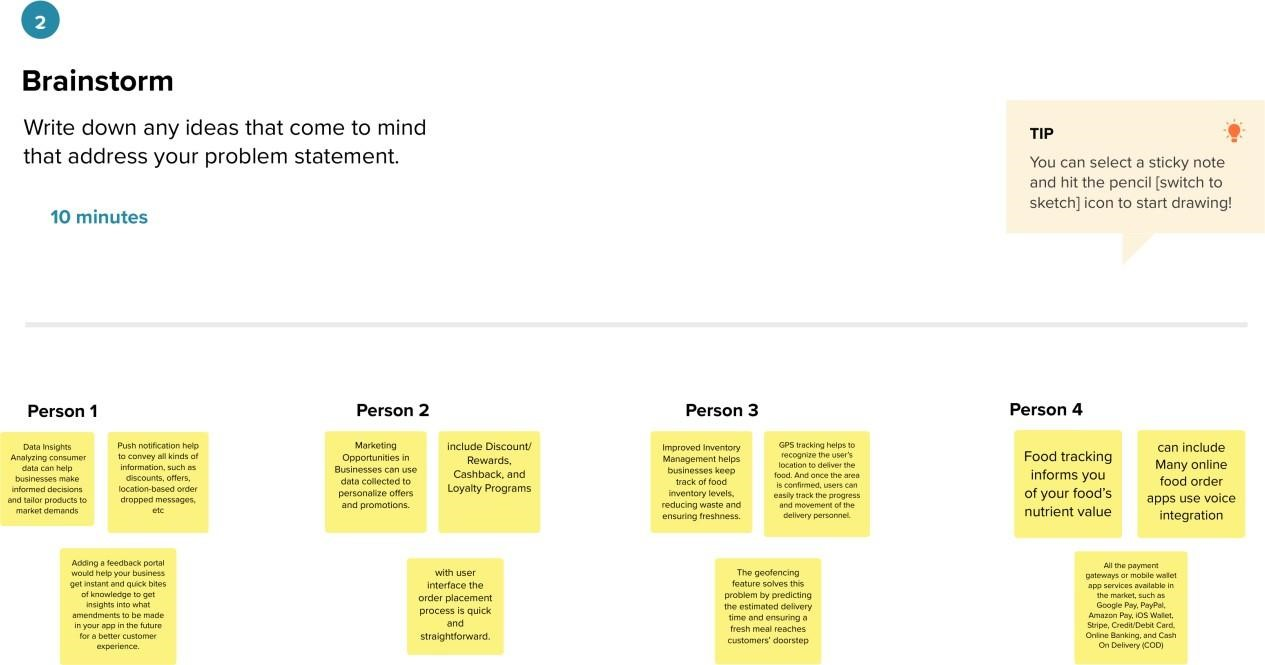 2
Brainstorm
Write down any ideas that come to mind
that address your problem statement.
10 minutes
TIP
You can select a sticky note
and hit the pencil [switch to
sketch] icon to start drawing!
Person 1
Data Insights
Analyzing consumer
data can help
businesses make
informed decisions
and tailor products to
market demands
Push notification help
to convey all kinds of
information, such as
discounts, offers,
location-based order
dropped messages,
etc
Adding a feedback portal
would help your business
get instant and quick bites
of knowledge to get
insights into what
amendments to be made
in your app in the future
for a better customer
experience.
Person 2
Marketing
Opportunities in
Businesses can use
data collected to
personalize offers
and promotions.
include Discount/
Rewards,
Cashback, and
Loyalty Programs
with user
interface the
order placement
process is quick
and
straightforward.
Person 3
Improved Inventory
Management helps
businesses keep
track of food
inventory levels,
reducing waste and
ensuring freshness.
GPS tracking helps to
recognize the user's
location to deliver the
food. And once the area
is confirmed, users can
easily track the progress
and movement of the
delivery personnel.
The geofencing
feature solves this
problem by predicting
the estimated delivery
time and ensuring a
fresh meal reaches
customers' doorstep
Person 4
Food tracking
informs you
of your food's
nutrient value
can include
Many online
food order
apps use voice
integration
All the payment
gateways or mobile wallet
app services available in
the market, such as
Google Pay, PayPal,
Amazon Pay, iOS Wallet,
Stripe, Credit/Debit Card,
Online Banking, and Cash
On Delivery (COD)